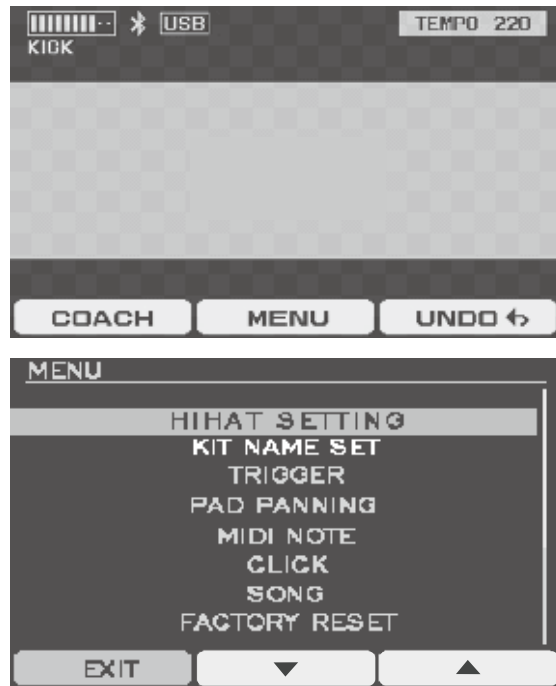 USB TEMPO 220
KICK
COACH MENU UNDO
MENU
HIHAT SETTING
KIT NAME SET
TRIGGER
PAD PANNING
MIDI NOTE
CLICK
SONG
FACTORY RESET
EXIT